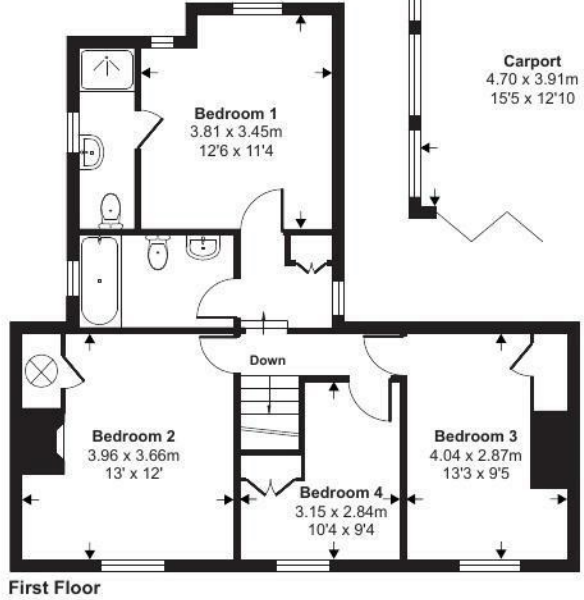 Carport
4.70 x 3.91m
15'5 x 12'10
Bedroom 1
3.81 x 3.45m
12'6 x 11'4
Down
Bedroom 2
3.96 x 3.66m
13' x 12'
Bedroom 3
4.04 x 2.87m
13'3 x 9'5
Bedroom 4
3.15 x 2.84m
10'4 x 9'4
First Floor